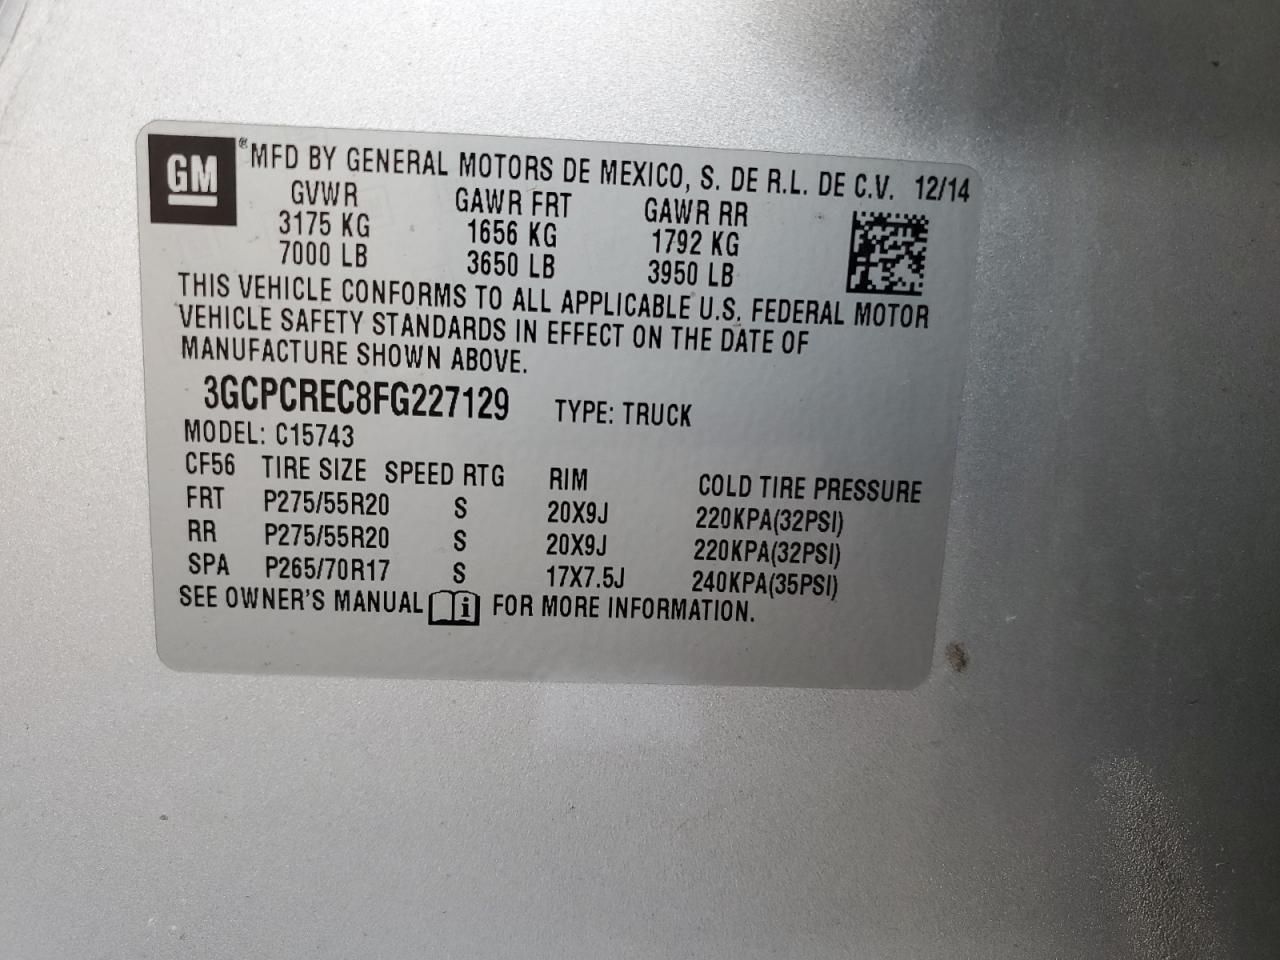 GM ® MFD BY GENERAL MOTORS DE MEXICO, S. DE R.L. DE C.V. 12/14
GVWR GAWR FRT GAWR RR
3175 KG 1656 KG 1792 KG
7000 LB 3650 LB 3950 LB
THIS VEHICLE CONFORMS TO ALL APPLICABLE U.S. FEDERAL MOTOR
VEHICLE SAFETY STANDARDS IN EFFECT ON THE DATE OF
MANUFACTURE SHOWN ABOVE.
3GCPCREC8FG227129 TYPE: TRUCK
MODEL: C15743
CF56 TIRE SIZE SPEED RTG RIM COLD TIRE PRESSURE
FRT P275/55R20 S 20X9J 220KPA(32PSI)
RR P275/55R20 S 20X9J 220KPA(32PSI)
SPA P265/70R17 S 17X7.5J 240KPA(35PSI)
SEE OWNER'S MANUAL i FOR MORE INFORMATION.